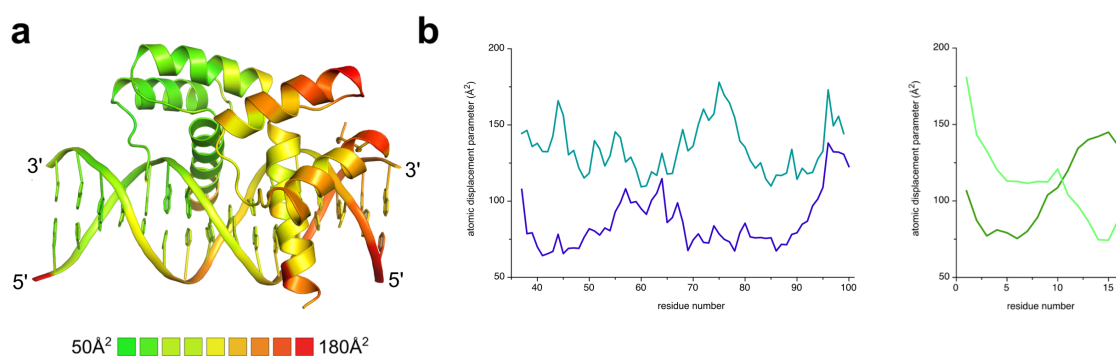 a
3'
3'
5'
5'
50Å²
180Å²
b
200
150
100
50
atomic displacement parameter (Å²)
40
50
60
70
80
90
100
residue number
200
150
100
50
atomic displacement parameter (Å²)
0
5
10
15
residue number